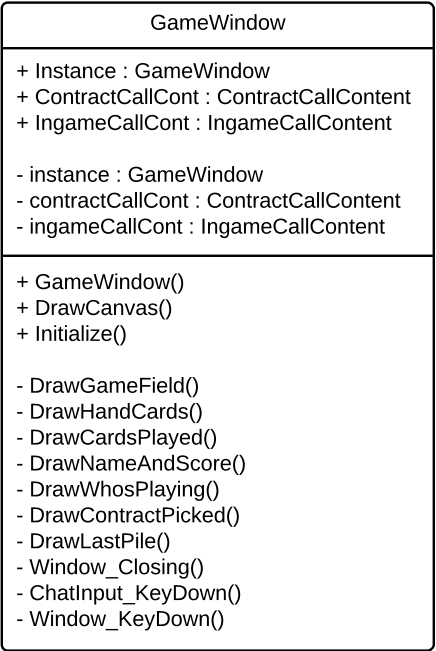 GameWindow
+ Instance : GameWindow
+ ContractCallCont : ContractCallContent
+ IngameCallCont : IngameCallContent
- instance : GameWindow
- contractCallCont : ContractCallContent
- ingameCallCont : IngameCallContent
+ GameWindow()
+ DrawCanvas()
+ Initialize()
- DrawGameField()
- DrawHandCards()
- DrawCardsPlayed()
- DrawNameAndScore()
- DrawWhosPlaying()
- DrawContractPicked()
- DrawLastPile()
- Window_Closing()
- ChatInput_KeyDown()
- Window_KeyDown()